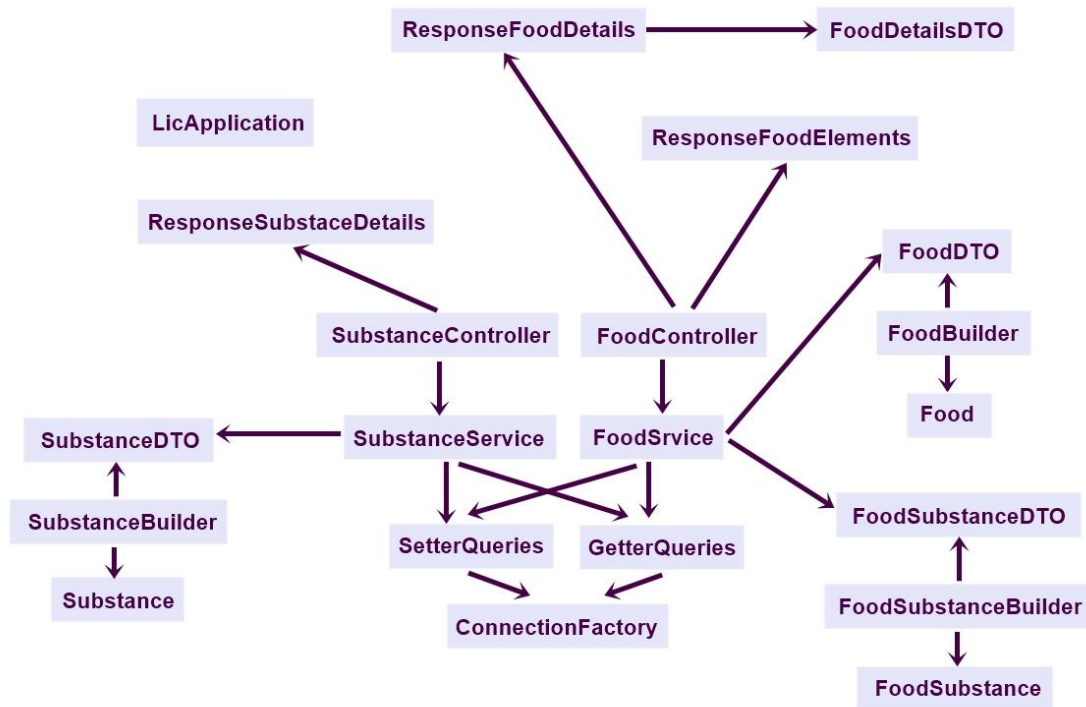 ResponseFoodDetails
FoodDetailsDTO
LicApplication
ResponseFoodElements
ResponseSubstaceDetails
FoodDTO
SubstanceController
FoodController
FoodBuilder
Food
SubstanceDTO
SubstanceService
FoodSrvice
SubstanceBuilder
FoodSubstanceDTO
SetterQueries
GetterQueries
Substance
FoodSubstanceBuilder
ConnectionFactory
FoodSubstance